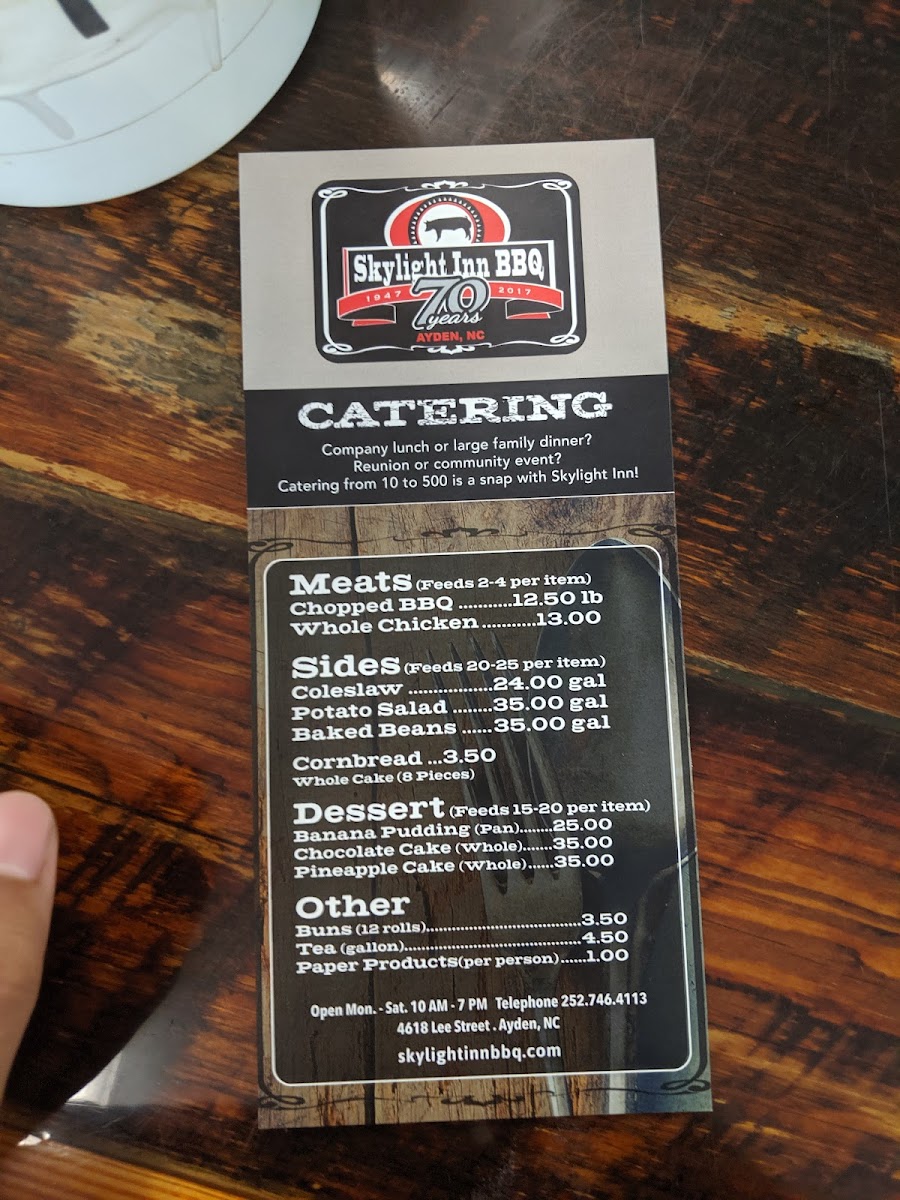 Skylight Inn BBQ
1947 70 2017
years
AYDEN, NC
CATERING
Company lunch or large family dinner?
Reunion or community event?
Catering from 10 to 500 is a snap with Skylight Inn!
Meats (Feeds 2-4 per item)
Chopped BBQ ...........12.50 lb
Whole Chicken ...........13.00
Sides (Feeds 20-25 per item)
Coleslaw .................24.00 gal
Potato Salad ........35.00 gal
Baked Beans ......35.00 gal
Cornbread ...3.50
Whole Cake (8 Pieces)
Dessert (Feeds 15-20 per item)
Banana Pudding (Pan)........25.00
Chocolate Cake (Whole).......35.00
Pineapple Cake (Whole)......35.00
Other
Buns (12 rolls)....................................3.50
Tea (gallon).........................................4.50
Paper Products(per person)......1.00
Open Mon. - Sat. 10 AM - 7 PM Telephone 252.746.4113
4618 Lee Street . Ayden, NC
skylightinnbbq.com